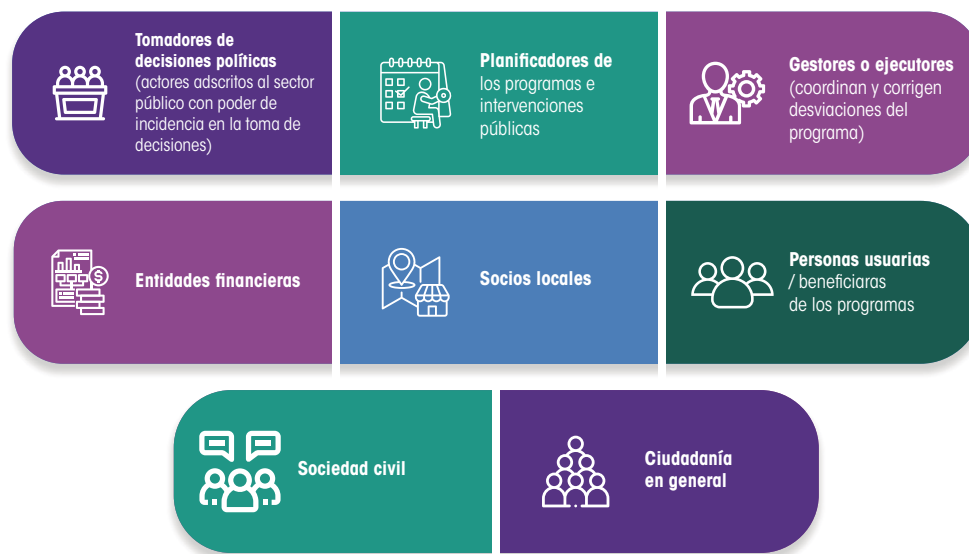 Tomadores de
decisiones políticas
(actores adscritos al sector
público con poder de
incidencia en la toma de
decisiones)
Planificadores de
los programas e
intervenciones
públicas
Gestores o ejecutores
(coordinan y corrigen
desviaciones del
programa)
$
Entidades financieras
Socios locales
Personas usuarias
/ beneficiaras
de los programas
Sociedad civil
Ciudadanía
en general